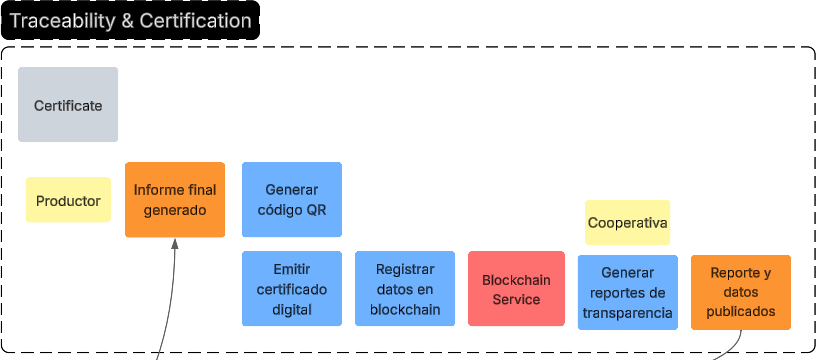 Traceability & Certification
Certificate
Productor
Informe final
generado
Generar
código QR
Emitir
certificado
digital
Registrar
datos en
blockchain
Blockchain
Service
Cooperativa
Generar
reportes de
transparencia
Reporte y
datos
publicados